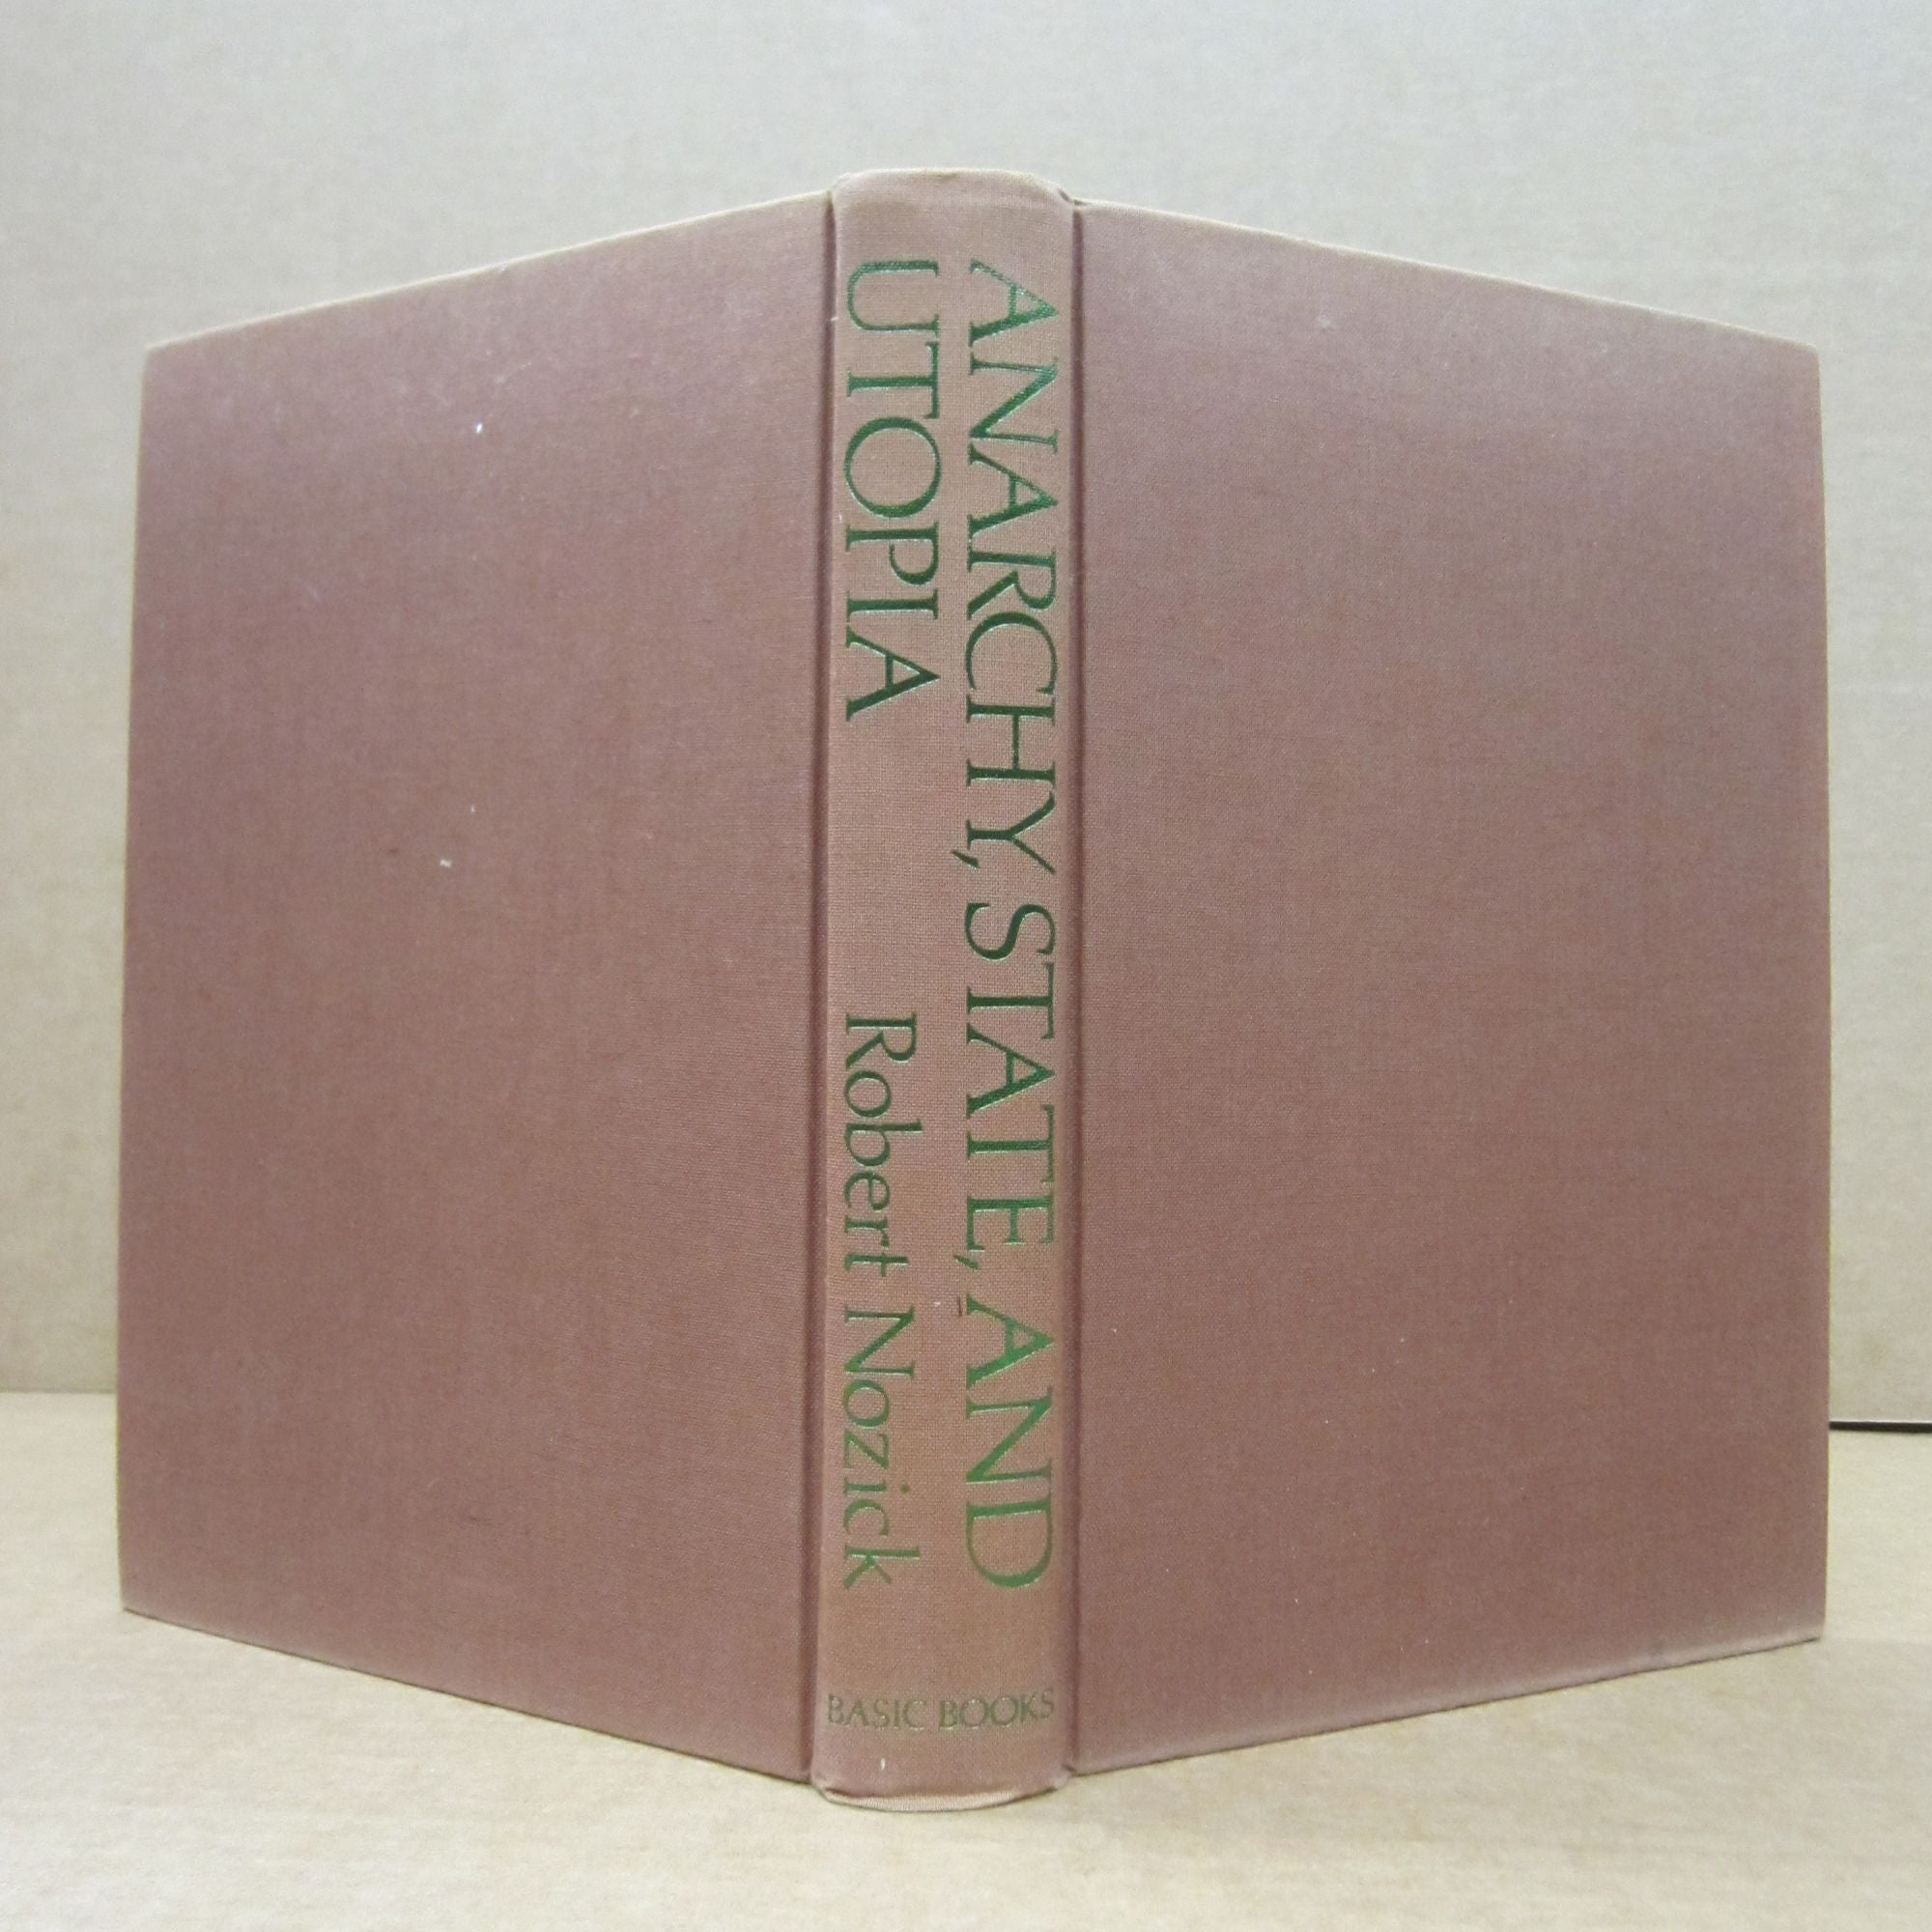 ANARCHY, STATE, AND
UTOPIA Robert Nozick
BASIC BOOKS